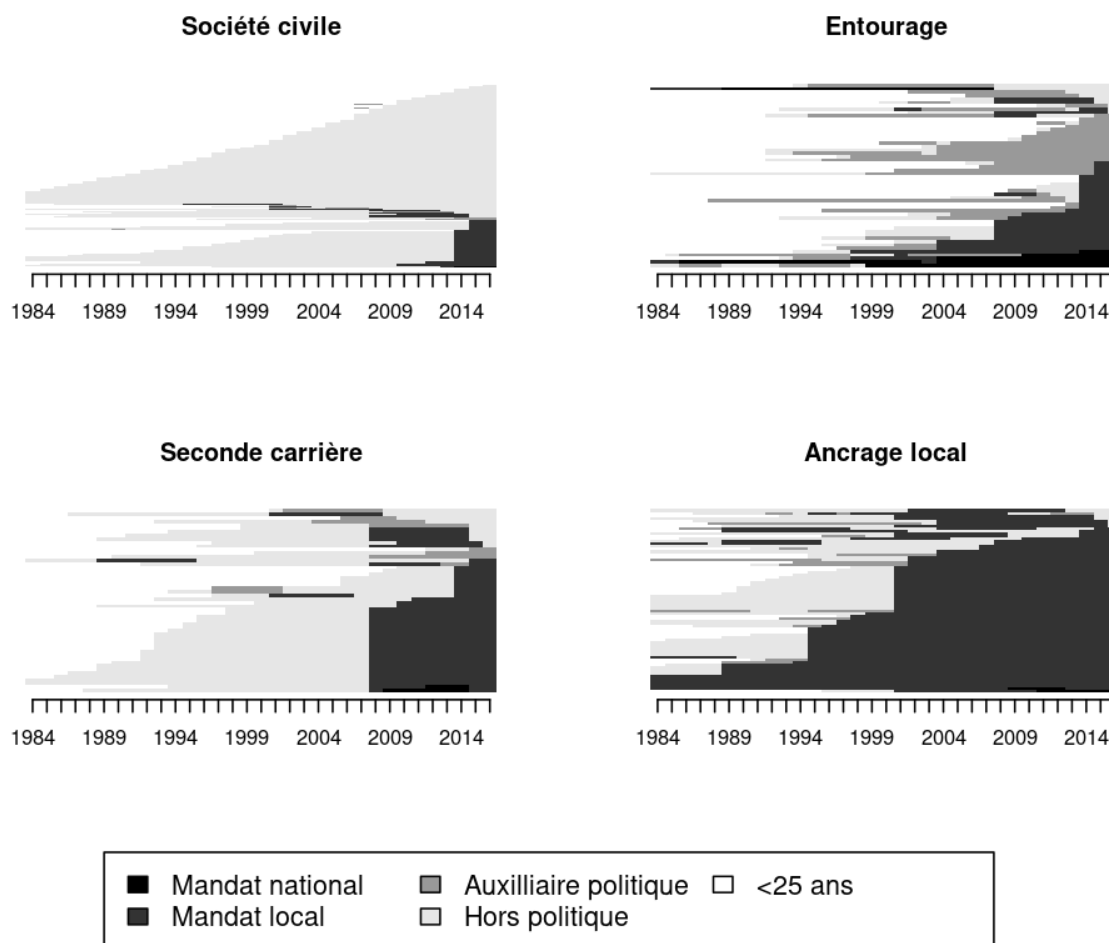 Société civile
Entourage
1984 1989 1994 1999 2004 2009 2014
1984 1989 1994 1999 2004 2009 2014
Seconde carrière
Ancrage local
1984 1989 1994 1999 2004 2009 2014
1984 1989 1994 1999 2004 2009 2014
Mandat national
Auxilliaire politique
<25 ans
Mandat local
Hors politique